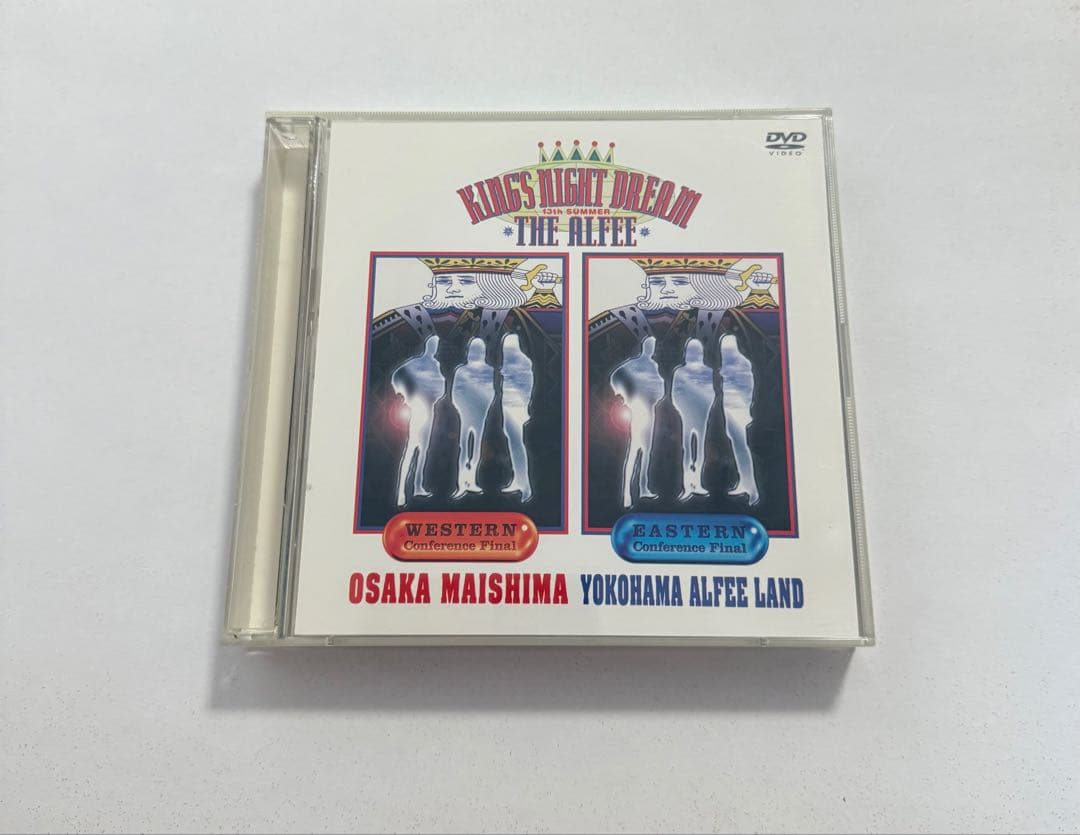 DVD
VIDEO
KING'S NIGHT DREAM
13th SUMMER
THE ALFEE
WESTERN
Conference Final
EASTERN
Conference Final
OSAKA MAISHIMA
YOKOHAMA ALFEE LAND